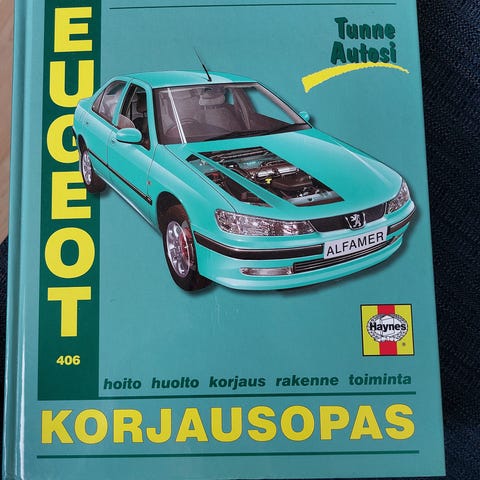 EUGEOT
Tunne
Autosi
ALFAMER
Haynes
®
406
hoito huolto korjaus rakenne toiminta
KORJAUSOPAS